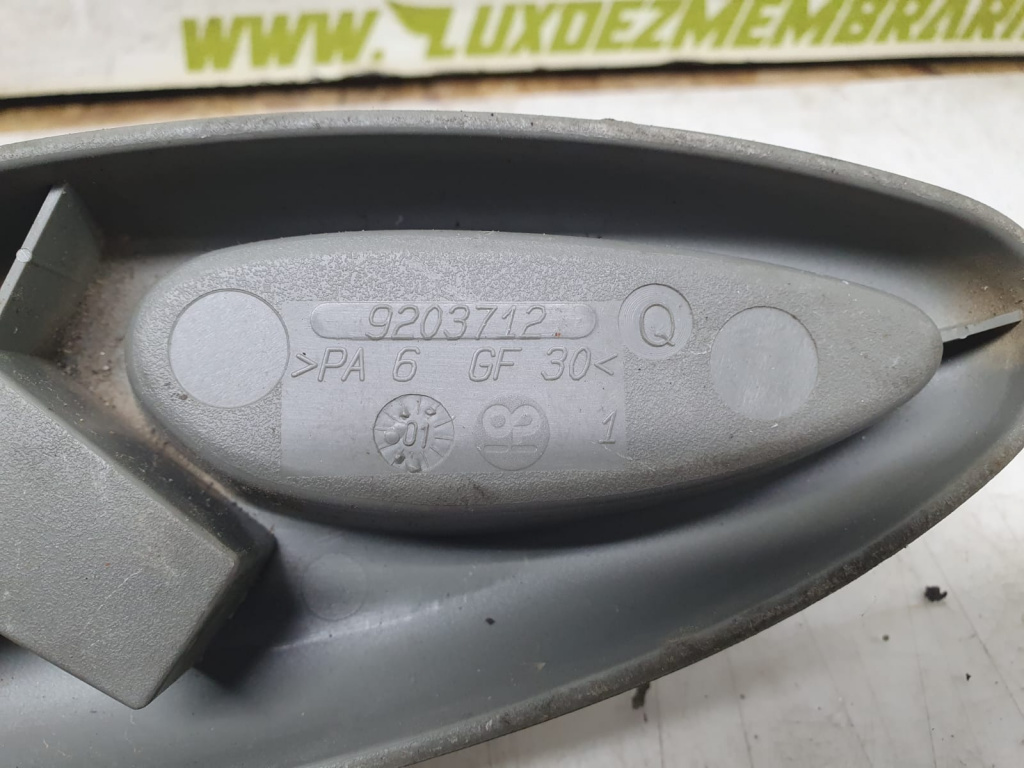 WWW.LUXDEZMEMBRARI
9203712
Q
>PA 6 GF 30<
01
1